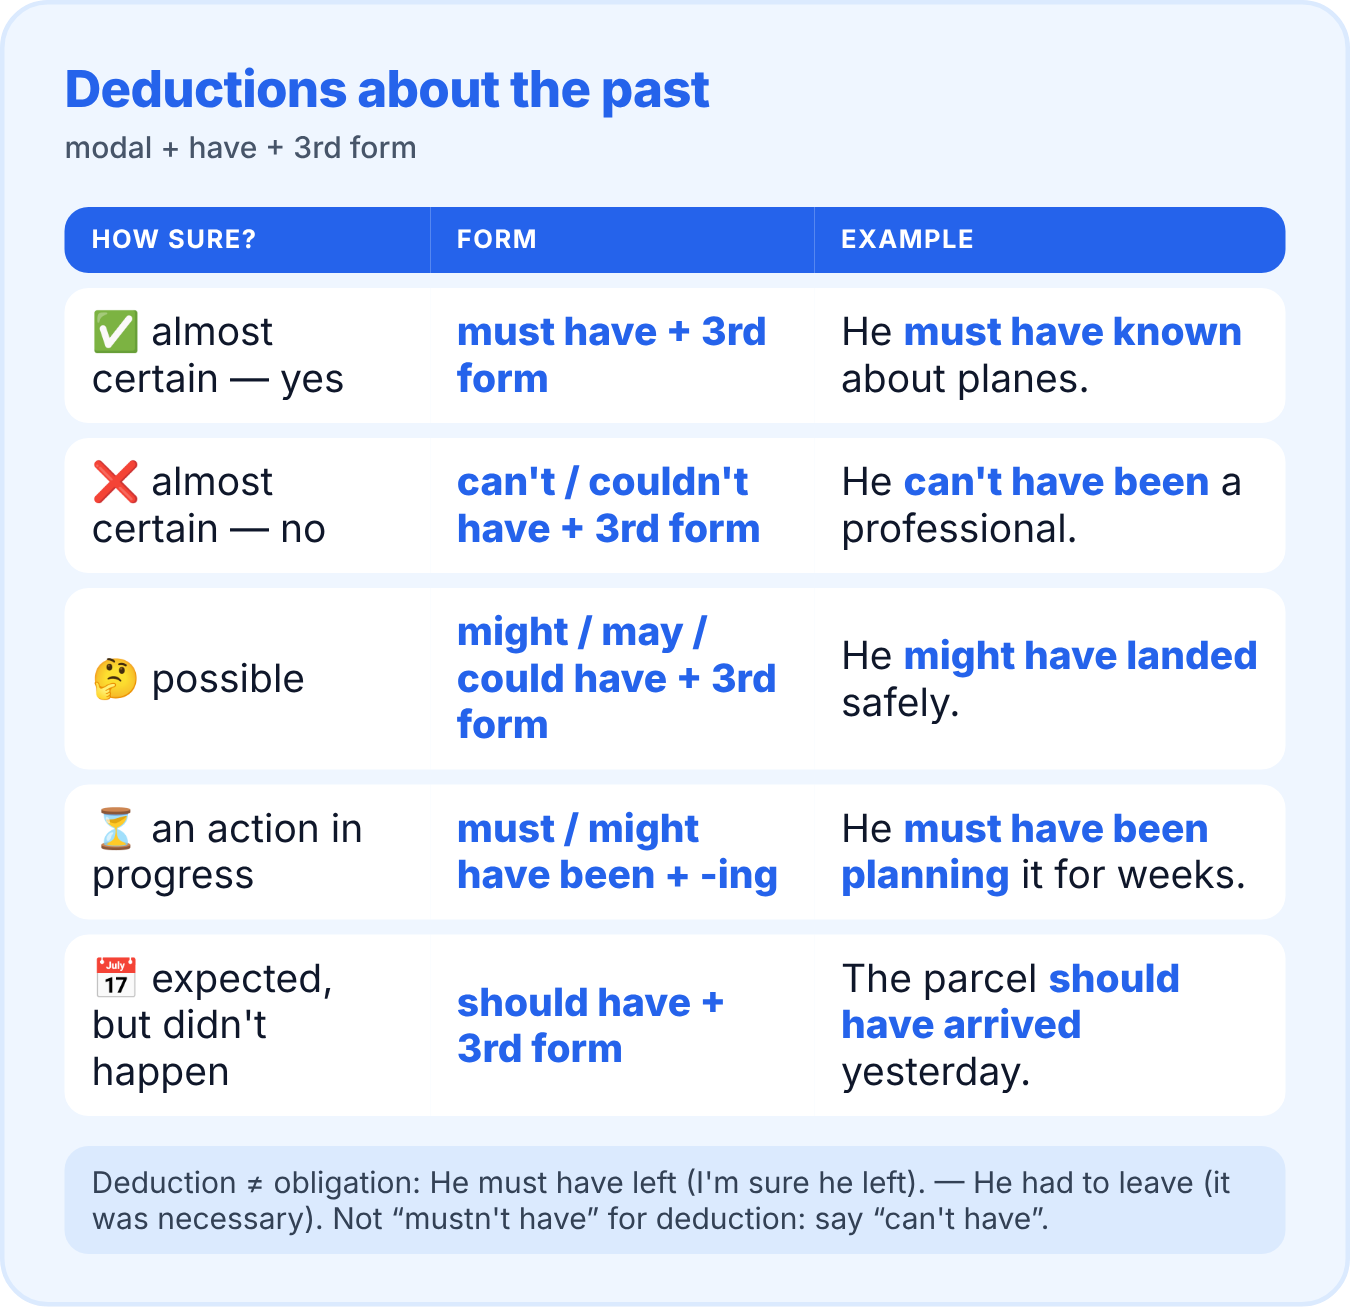 Deductions about the past
modal + have + 3rd form
HOW SURE? FORM EXAMPLE
✅ almost
certain — yes
must have + 3rd
form
He must have known
about planes.
❌ almost
certain — no
can't / couldn't
have + 3rd form
He can't have been a
professional.
🤔 possible
might / may /
could have + 3rd
form
He might have landed
safely.
⏳ an action in
progress
must / might
have been + -ing
He must have been
planning it for weeks.
📅 expected,
but didn't
happen
should have +
3rd form
The parcel should
have arrived
yesterday.
Deduction ≠ obligation: He must have left (I'm sure he left). — He had to leave (it
was necessary). Not “mustn't have” for deduction: say “can't have”.